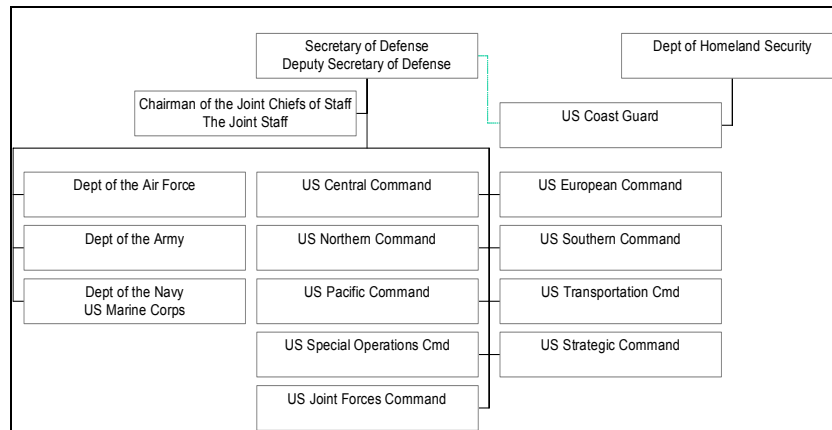 Secretary of Defense
Deputy Secretary of Defense
Dept of Homeland Security
Chairman of the Joint Chiefs of Staff
The Joint Staff
US Coast Guard
Dept of the Air Force
US Central Command
US European Command
Dept of the Army
US Northern Command
US Southern Command
Dept of the Navy
US Marine Corps
US Pacific Command
US Transportation Cmd
US Special Operations Cmd
US Strategic Command
US Joint Forces Command